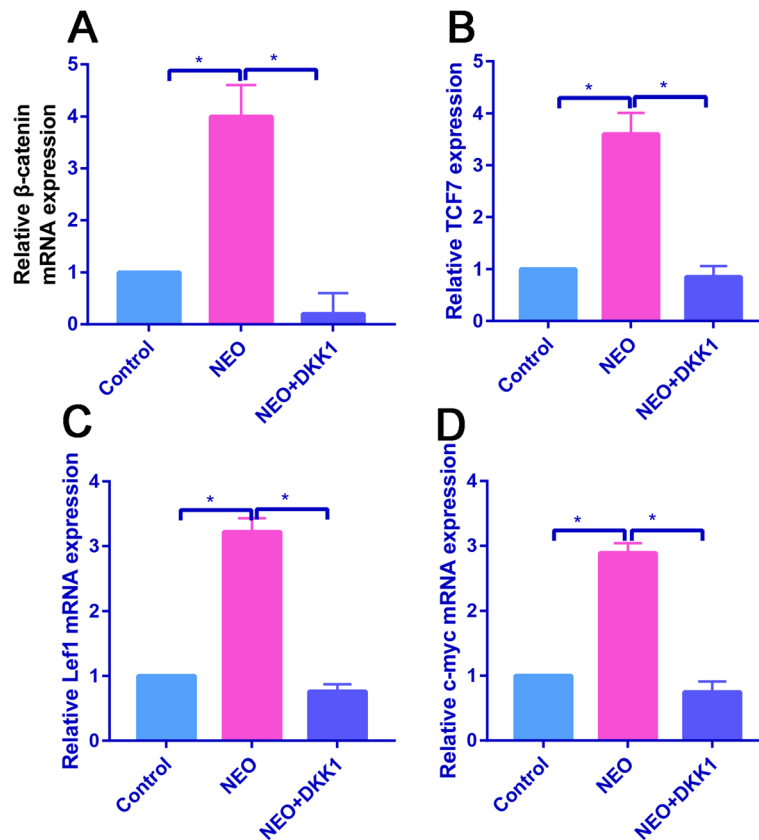 A
Relative β-catenin
mRNA expression
5
4
3
2
1
0
*
*
Control
NEO
NEO+DKK1
B
Relative TCF7 expression
5
4
3
2
1
0
*
*
Control
NEO
NEO+DKK1
C
Relative Lef1 mRNA expression
4
3
2
1
0
*
*
Control
NEO
NEO+DKK1
D
Relative c-myc mRNA expression
4
3
2
1
0
*
*
Control
NEO
NEO+DKK1